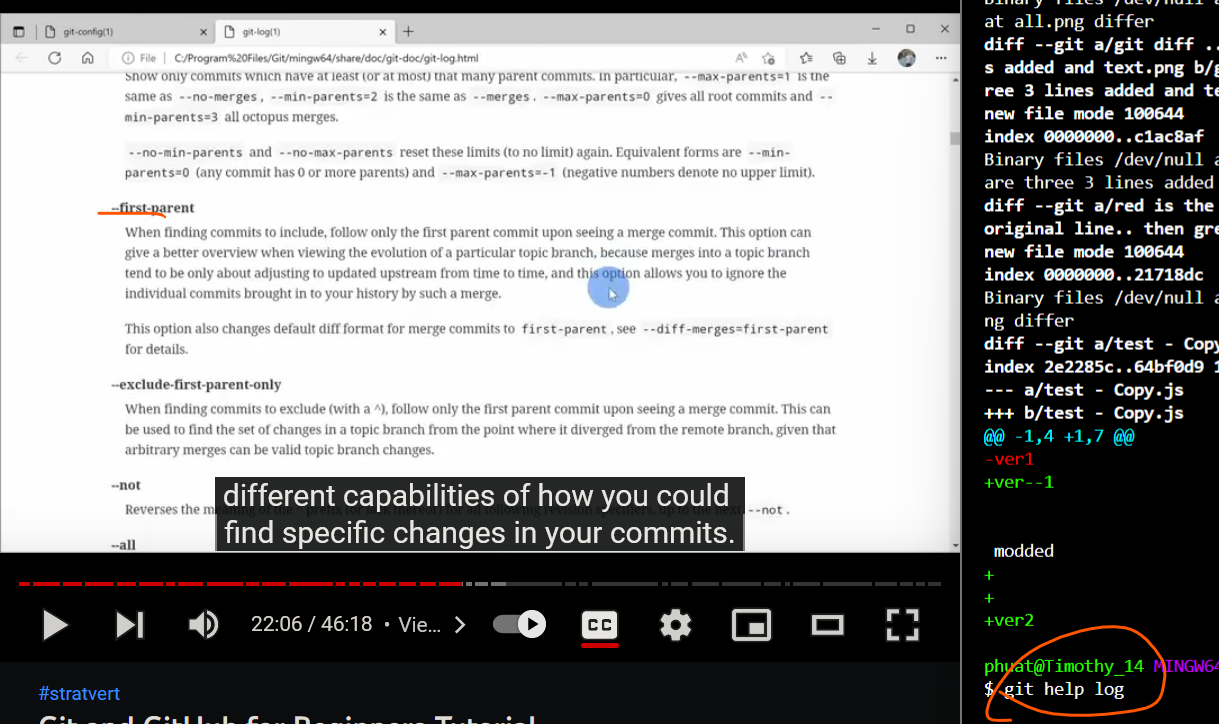 git-config(1)
git-log(1)
File
C:/Program%20Files/Git/mingw64/share/doc/git-doc/git-log.html
Show only commits which have at least (or at most) that many parent commits. In particular, --max-parents=1 is the
same as --no-merges, --min-parents=2 is the same as --merges. --max-parents=0 gives all root commits and --
min-parents=3 all octopus merges.
--no-min-parents and --no-max-parents reset these limits (to no limit) again. Equivalent forms are --min-
parents=0 (any commit has 0 or more parents) and --max-parents=-1 (negative numbers denote no upper limit).
--first-parent
When finding commits to include, follow only the first parent commit upon seeing a merge commit. This option can
give a better overview when viewing the evolution of a particular topic branch, because merges into a topic branch
tend to be only about adjusting to updated upstream from time to time, and this option allows you to ignore the
individual commits brought in to your history by such a merge.
This option also changes default diff format for merge commits to first-parent, see --diff-merges=first-parent
for details.
--exclude-first-parent-only
When finding commits to exclude (with a ^), follow only the first parent commit upon seeing a merge commit. This can
be used to find the set of changes in a topic branch from the point where it diverged from the remote branch, given that
arbitrary merges can be valid topic branch changes.
--not
Reverses the --not.
--all
different capabilities of how you could
find specific changes in your commits.
22:06 / 46:18 • Vie... >
CC
#stratvert
Git and GitHub for Beginners Tutorial
at all.png differ
diff --git a/git diff ..
s added and text.png b/g
ree 3 lines added and te
new file mode 100644
index 0000000..c1ac8af
Binary files /dev/null a
are three 3 lines added
diff --git a/red is the
original line.. then gre
new file mode 100644
index 0000000..21718dc
Binary files /dev/null a
ng differ
diff --git a/test - Copy
index 2e2285c..64bf0d9 1
--- a/test - Copy.js
+++ b/test - Copy.js
@@ -1,4 +1,7 @@
-ver1
+ver--1
modded
+
+
+ver2
phuat@Timothy_14 MINGW64
$ git help log